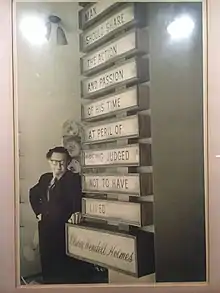 MAN
SHOULD SHARE
THE ACTION
AND PASSION
OF HIS TIME
AT PERIL OF
BEING JUDGED
NOT TO HAVE
LIVED
Oliver Wendell Holmes